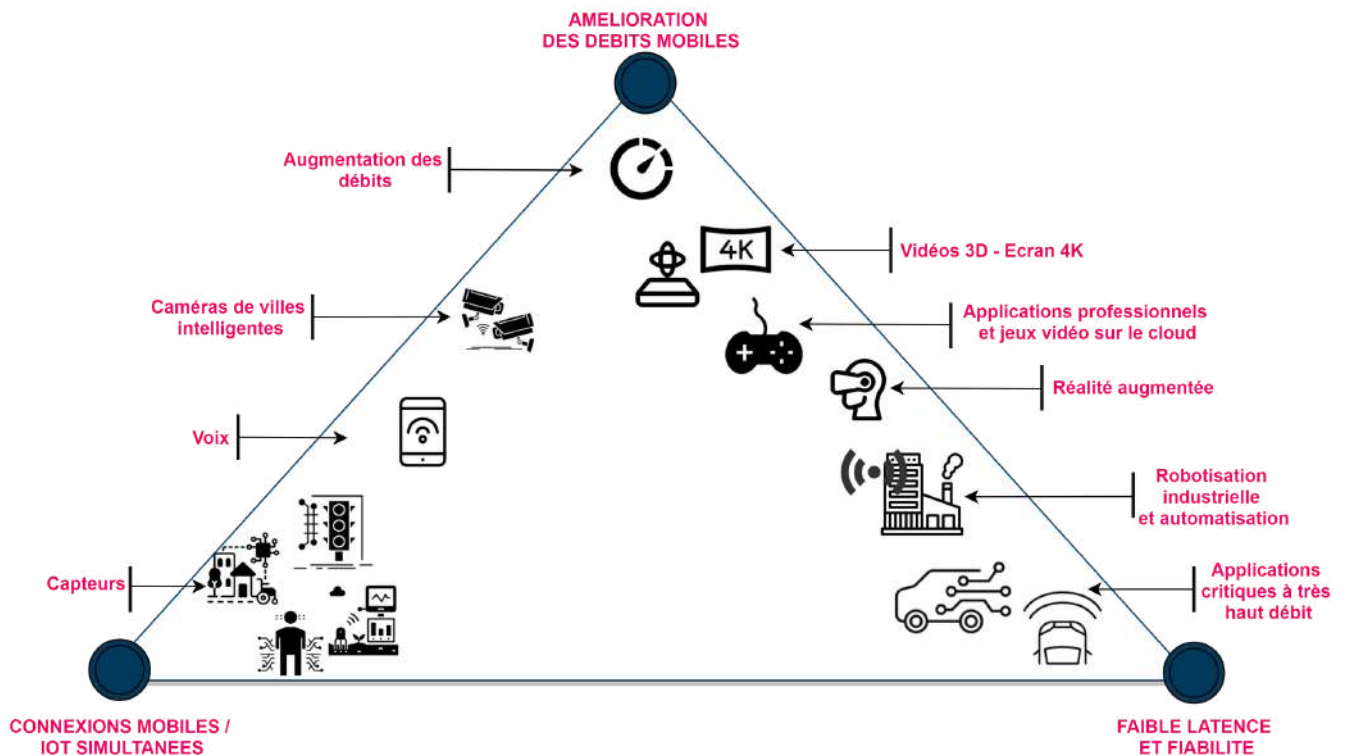 AMELIORATION
DES DEBITS MOBILES
Augmentation des
débits
4K
Vidéos 3D - Ecran 4K
Caméras de villes
intelligentes
Applications professionnels
et jeux vidéo sur le cloud
Réalité augmentée
Voix
Robotisation
industrielle
et automatisation
Capteurs
Applications
critiques à très
haut débit
CONNEXIONS MOBILES /
IOT SIMULTANEES
FAIBLE LATENCE
ET FIABILITE